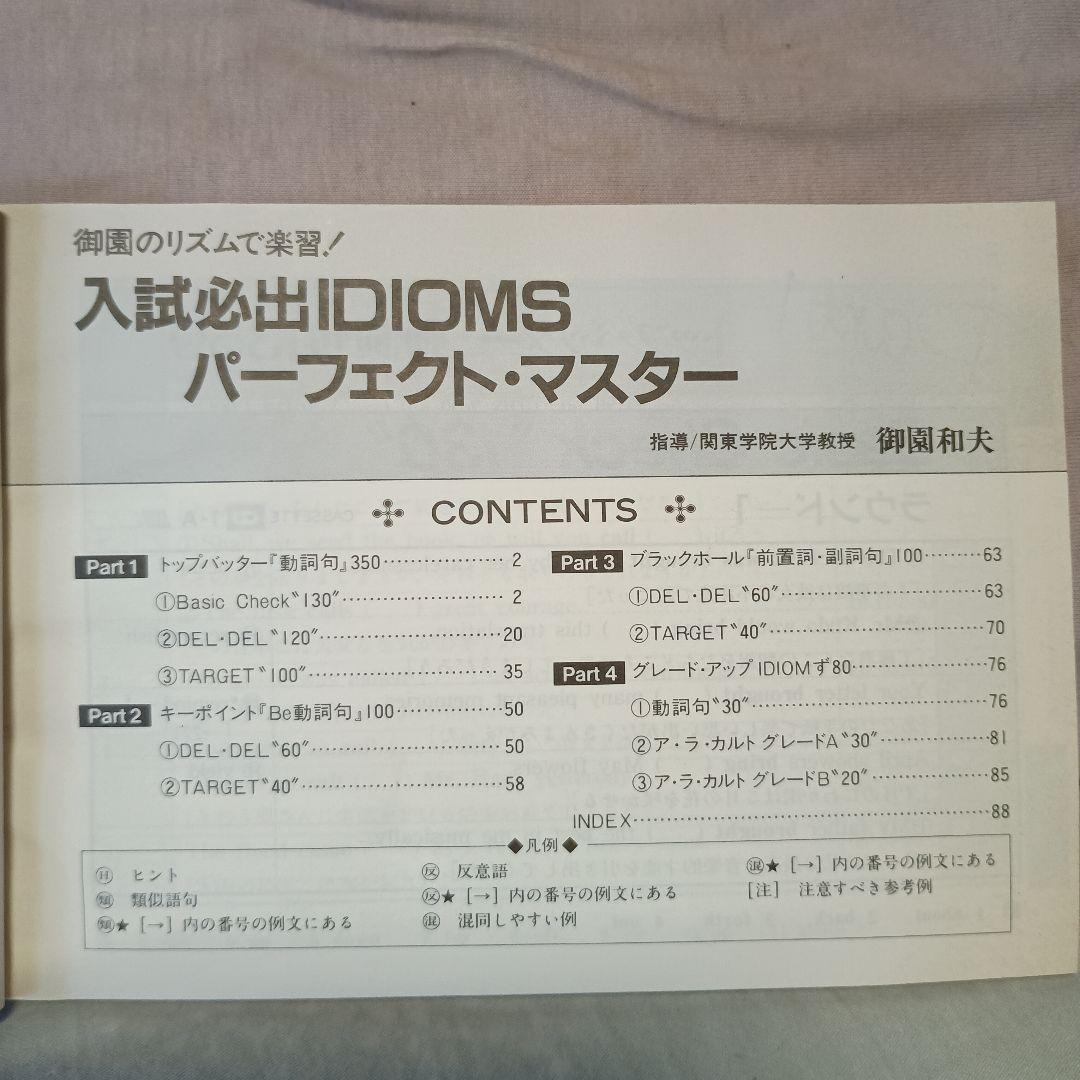 御園のリズムで楽習!
入試必出IDIOMS
パーフェクト・マスター
指導/関東学院大学教授 御園和夫
CONTENTS
Part 1 トップバッター『動詞句』350 2
①Basic Check〝130〟 2
②DEL・DEL〝120〟 20
③TARGET〝100〟 35
Part 2 キーポイント『Be動詞句』100 50
①DEL・DEL〝60〟 50
②TARGET〝40〟 58
Part 3 ブラックホール『前置詞・副詞句』100 63
①DEL・DEL〝60〟 63
②TARGET〝40〟 70
Part 4 グレード・アップIDIOMず80 76
①動詞句〝30〟 76
②ア・ラ・カルト グレードA〝30〟 81
③ア・ラ・カルト グレードB〝20〟 85
INDEX 88
◆凡例◆
㋪ ヒント
類 類似語句
類★ [→] 内の番号の例文にある
反 反意語
反★ [→] 内の番号の例文にある
混 混同しやすい例
混★ [→] 内の番号の例文にある
[注] 注意すべき参考例